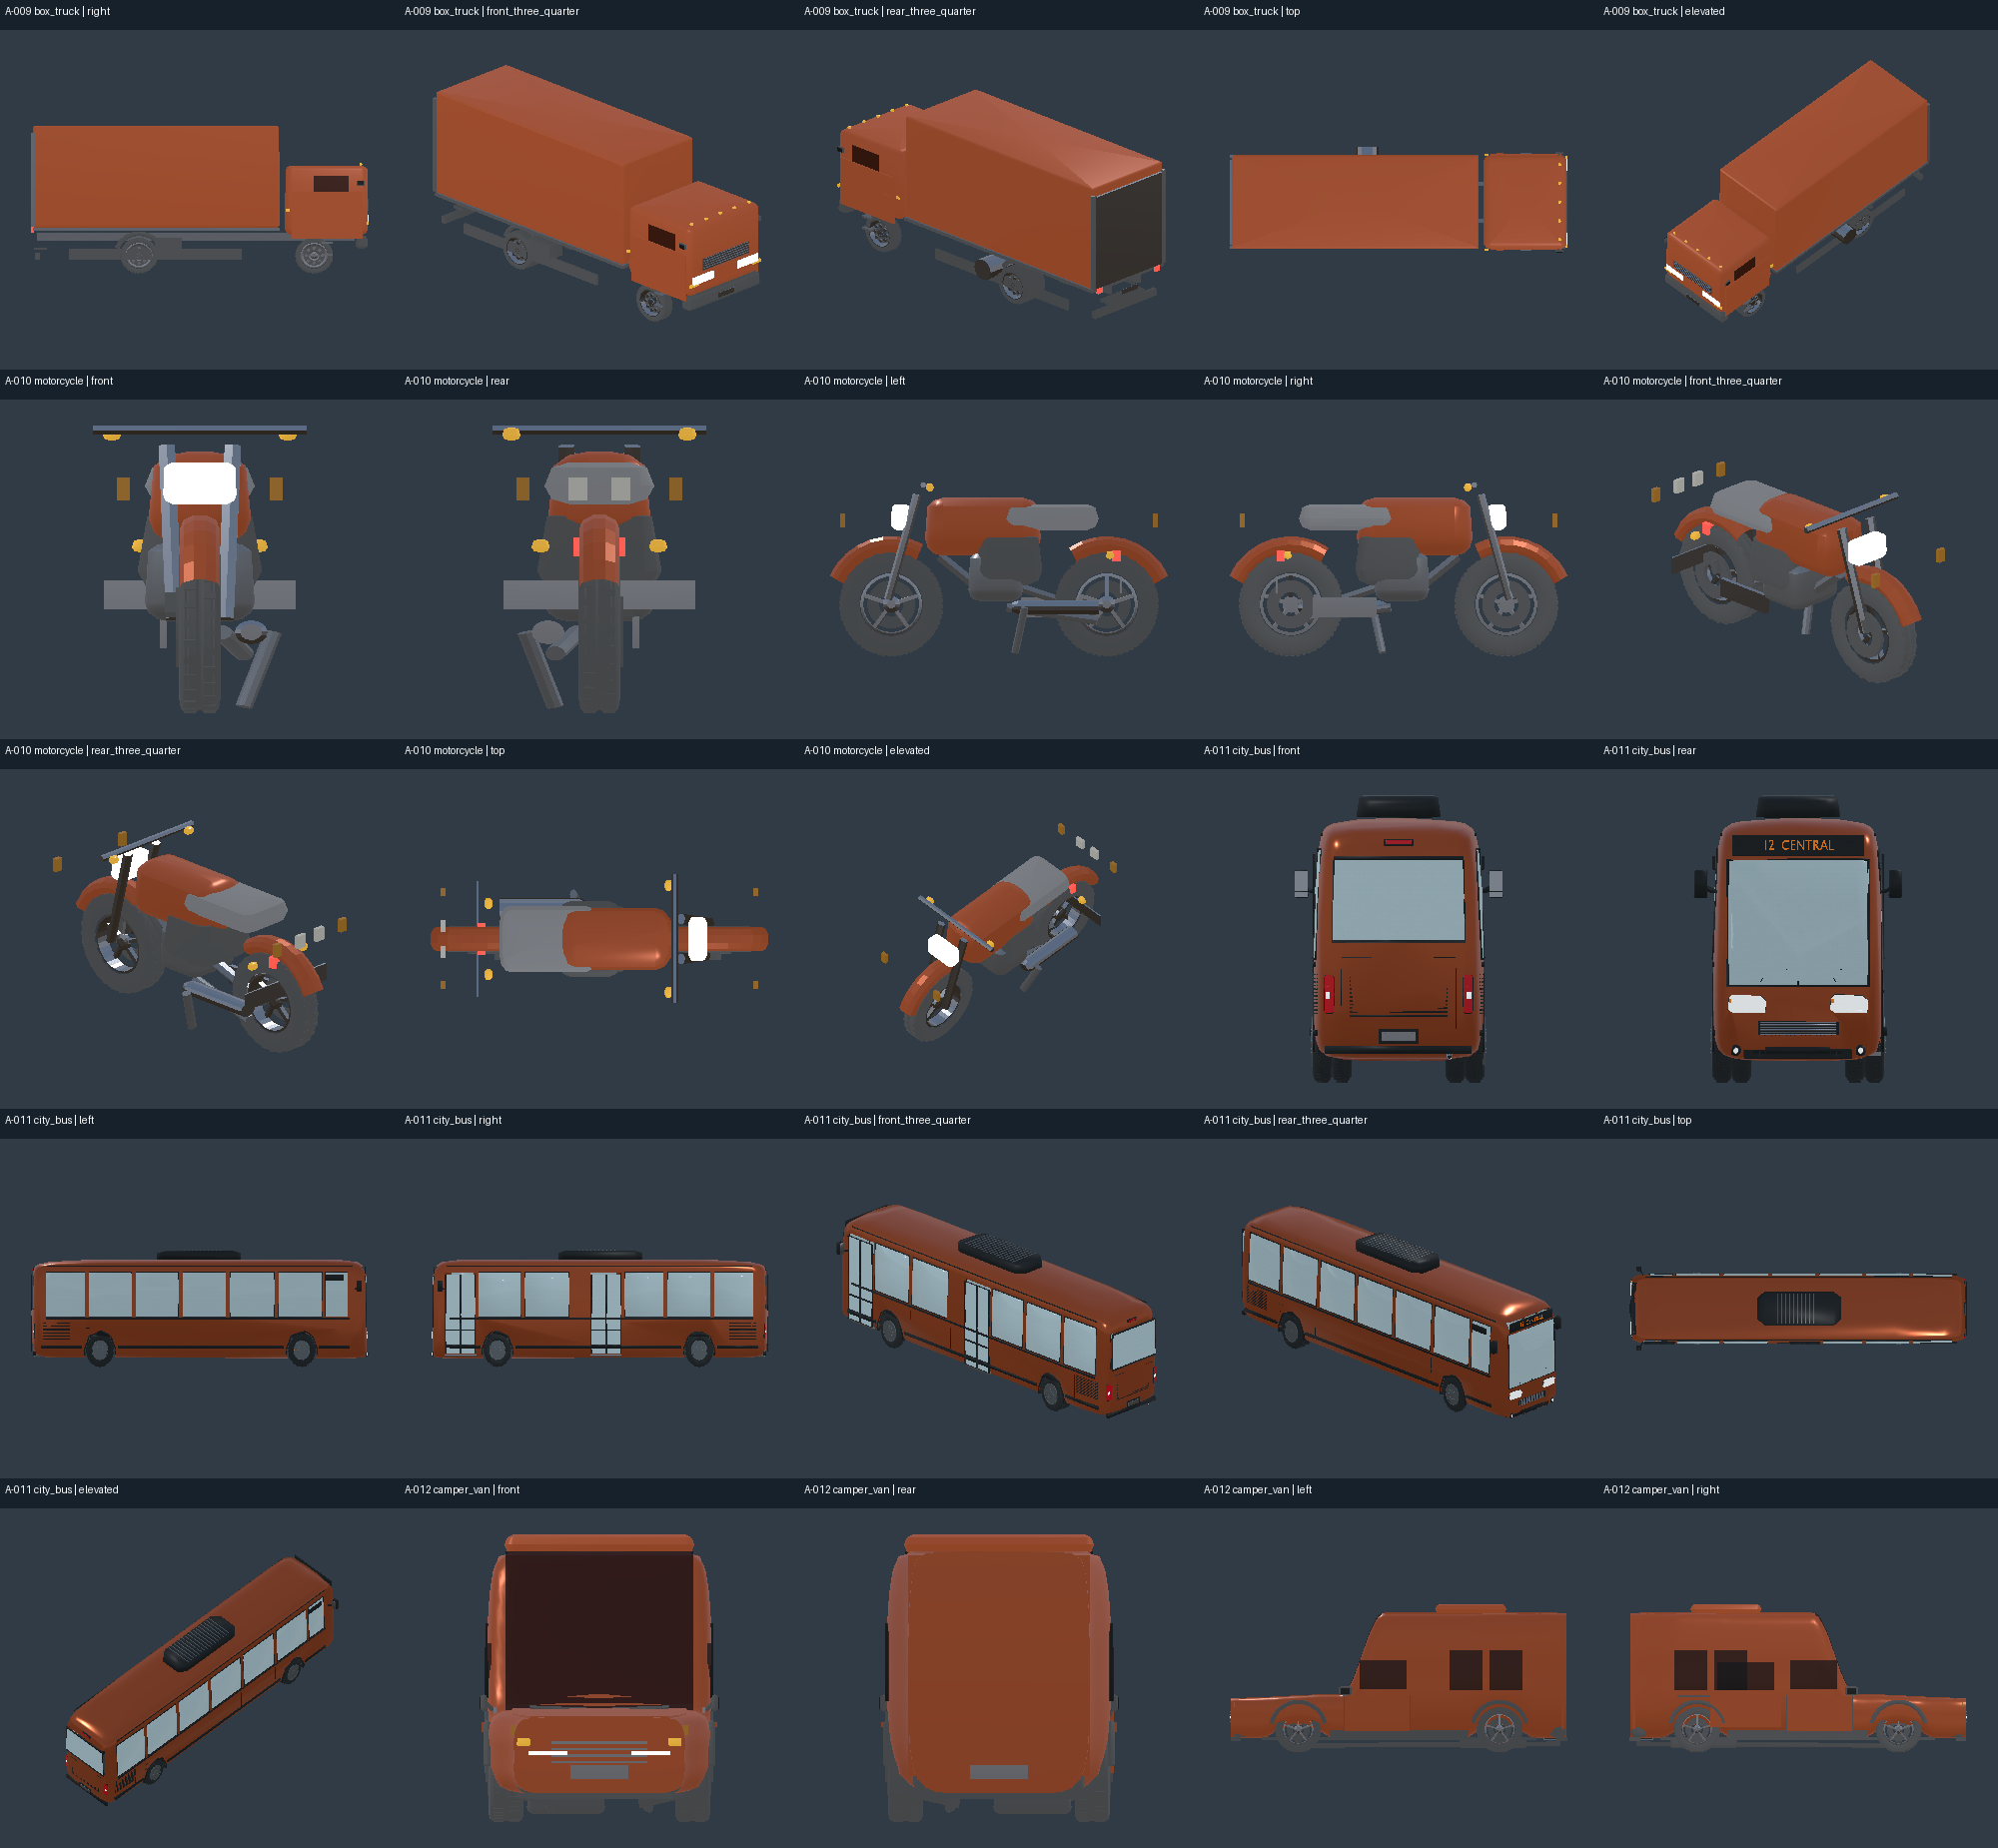 A-009 box_truck | right
A-009 box_truck | front_three_quarter
A-009 box_truck | rear_three_quarter
A-009 box_truck | top
A-009 box_truck | elevated
A-010 motorcycle | front
A-010 motorcycle | rear
A-010 motorcycle | left
A-010 motorcycle | right
A-010 motorcycle | front_three_quarter
A-010 motorcycle | rear_three_quarter
A-010 motorcycle | top
A-010 motorcycle | elevated
A-011 city_bus | front
A-011 city_bus | rear
12 CENTRAL
A-011 city_bus | left
A-011 city_bus | right
A-011 city_bus | front_three_quarter
A-011 city_bus | rear_three_quarter
A-011 city_bus | top
A-011 city_bus | elevated
A-012 camper_van | front
A-012 camper_van | rear
A-012 camper_van | left
A-012 camper_van | right